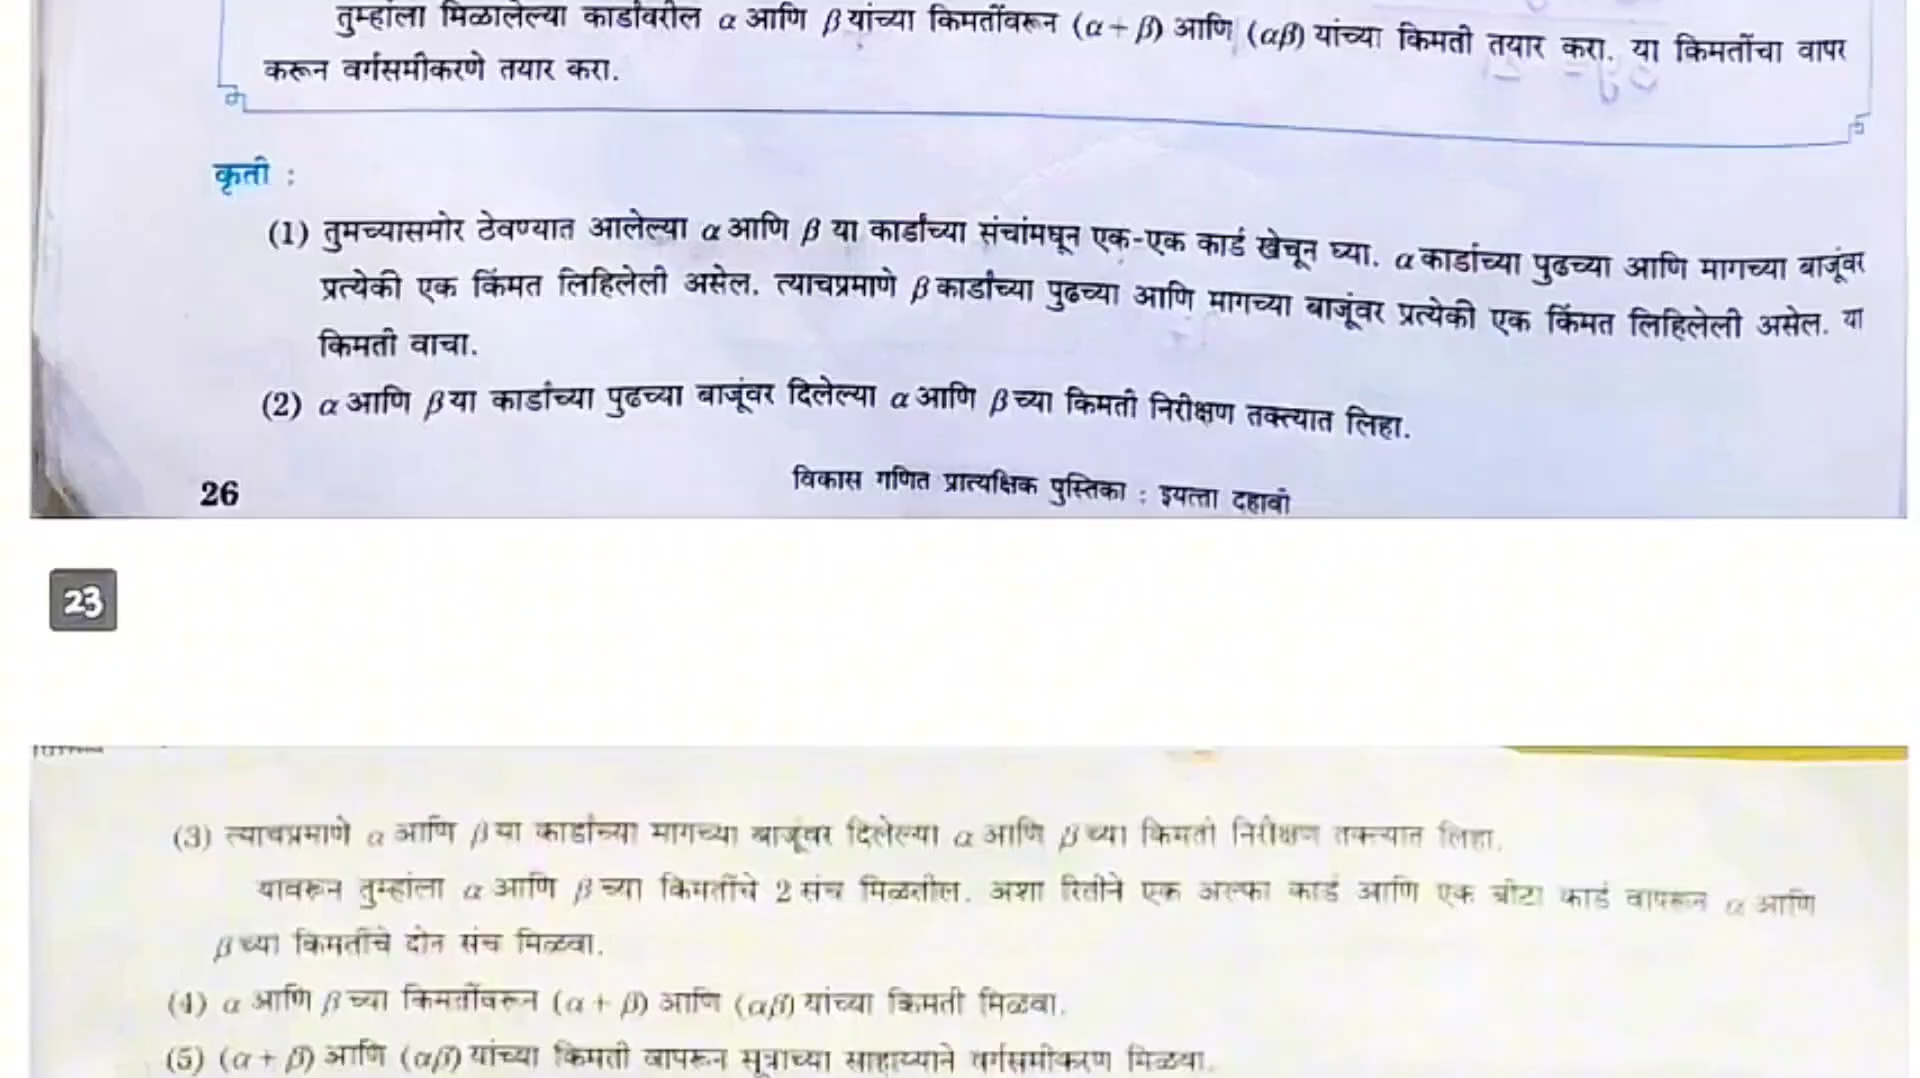 तुम्हाला मिळालेल्या कार्डांवरील α आणि β यांच्या किमतींवरून (α + β) आणि (αβ) यांच्या किमती तयार करा. या किमतींचा वापर
करून वर्गसमीकरणे तयार करा.
कृती :
(1) तुमच्यासमोर ठेवण्यात आलेल्या α आणि β या कार्डांच्या संचांमधून एक-एक कार्ड खेचून घ्या. α कार्डाच्या पुढच्या आणि मागच्या बाजूंवर
प्रत्येकी एक किंमत लिहिलेली असेल. त्याचप्रमाणे β कार्डाच्या पुढच्या आणि मागच्या बाजूंवर प्रत्येकी एक किंमत लिहिलेली असेल. या
किमती वाचा.
(2) α आणि β या कार्डांच्या पुढच्या बाजूंवर दिलेल्या α आणि β च्या किमती निरीक्षण तक्त्यात लिहा.
26 विकास गणित प्रात्यक्षिक पुस्तिका : इयत्ता दहावी
23
(3) त्याचप्रमाणे α आणि β या कार्डांच्या मागच्या बाजूंवर दिलेल्या α आणि β च्या किमती निरीक्षण तक्त्यात लिहा.
यावरून तुम्हांला α आणि β च्या किमतींचे 2 संच मिळतील. अशा रितीने एक अल्फा कार्ड आणि एक बीटा कार्ड वापरून α आणि
β च्या किमतींचे दोन संच मिळवा.
(4) α आणि β च्या किमतींवरून (α + β) आणि (αβ) यांच्या किमती मिळवा.
(5) (α + β) आणि (αβ) यांच्या किमती वापरून सूत्राच्या साहाय्याने वर्गसमीकरण मिळवा.